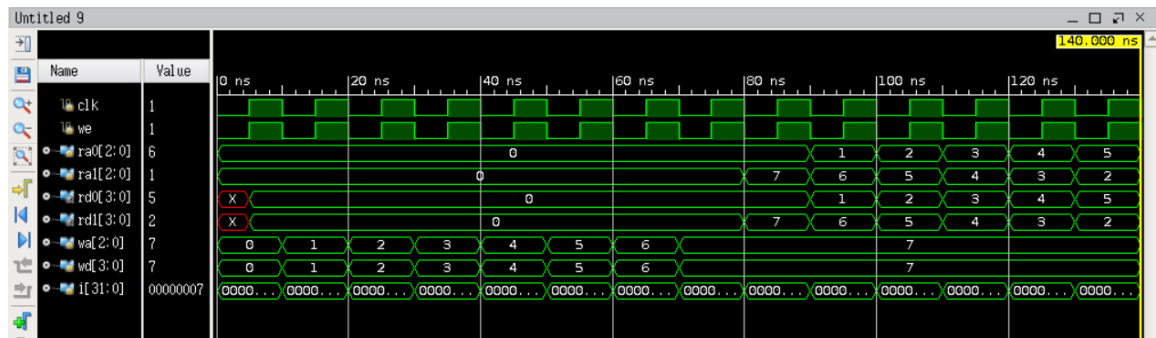 Untitled 9
140.000 ns
Name Value
0 ns 20 ns 40 ns 60 ns 80 ns 100 ns 120 ns
clk 1
we 1
ra0[2:0] 6 0 1 2 3 4 5
ra1[2:0] 1 0 7 6 5 4 3 2
rd0[3:0] 5 X 0 1 2 3 4 5
rd1[3:0] 2 X 0 7 6 5 4 3 2
wa[2:0] 7 0 1 2 3 4 5 6 7
wd[3:0] 7 0 1 2 3 4 5 6 7
i[31:0] 00000007 0000... 0000... 0000... 0000... 0000... 0000... 0000... 0000... 0000... 0000... 0000... 0000... 0000... 0000...